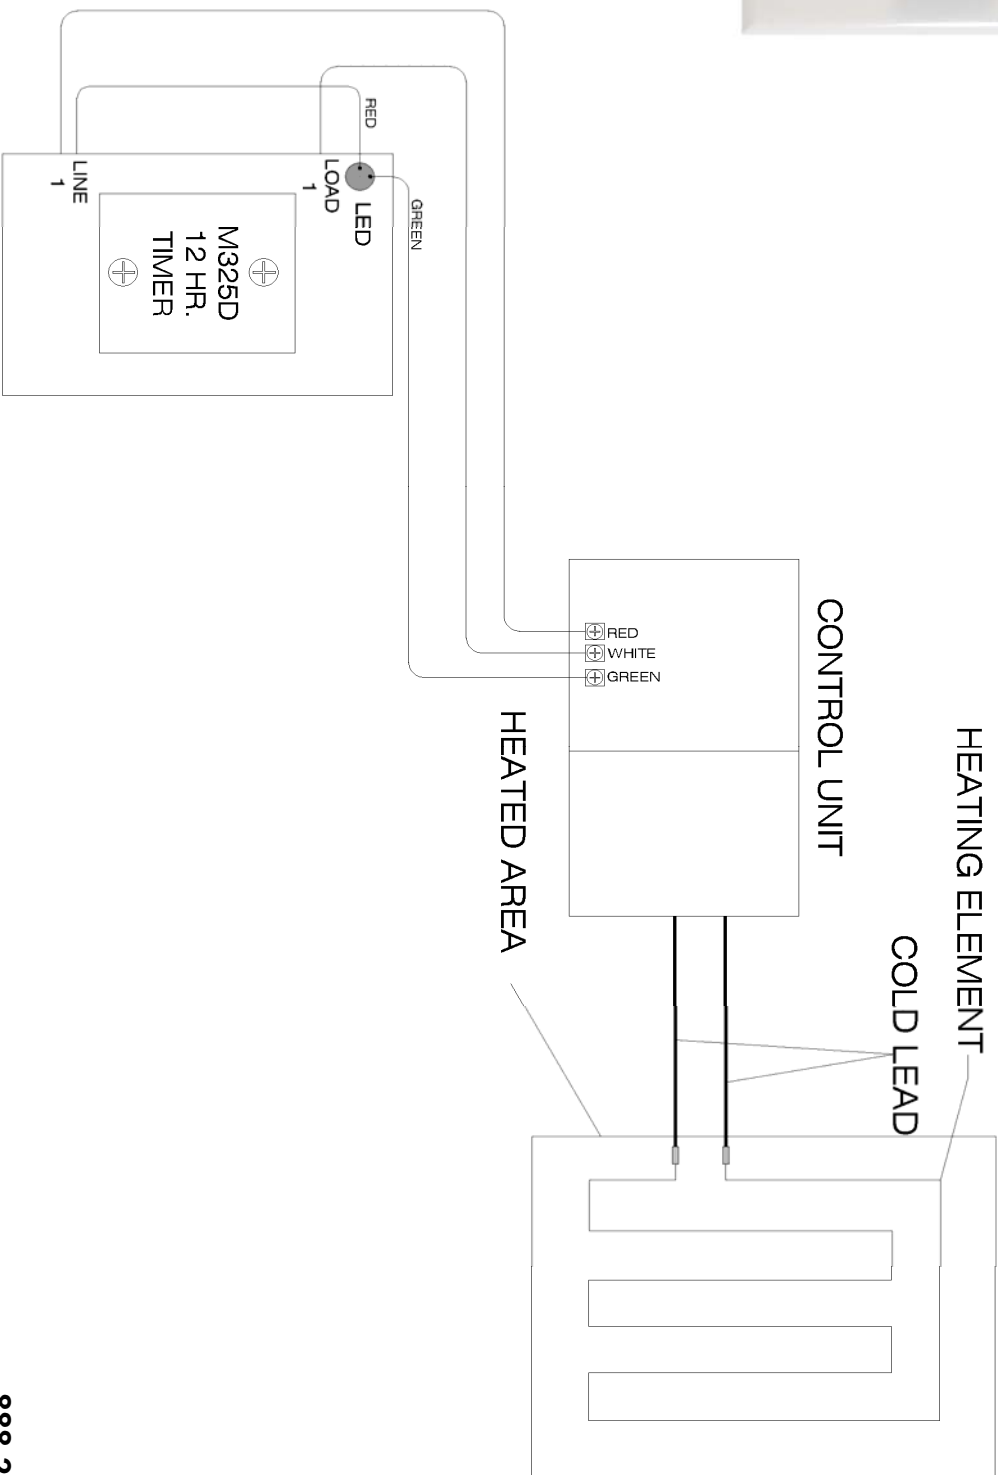 RED
LED
GREEN
LOAD
1
LINE
1
M325D
12 HR.
TIMER
RED
WHITE
GREEN
CONTROL UNIT
HEATED AREA
HEATING ELEMENT
COLD LEAD